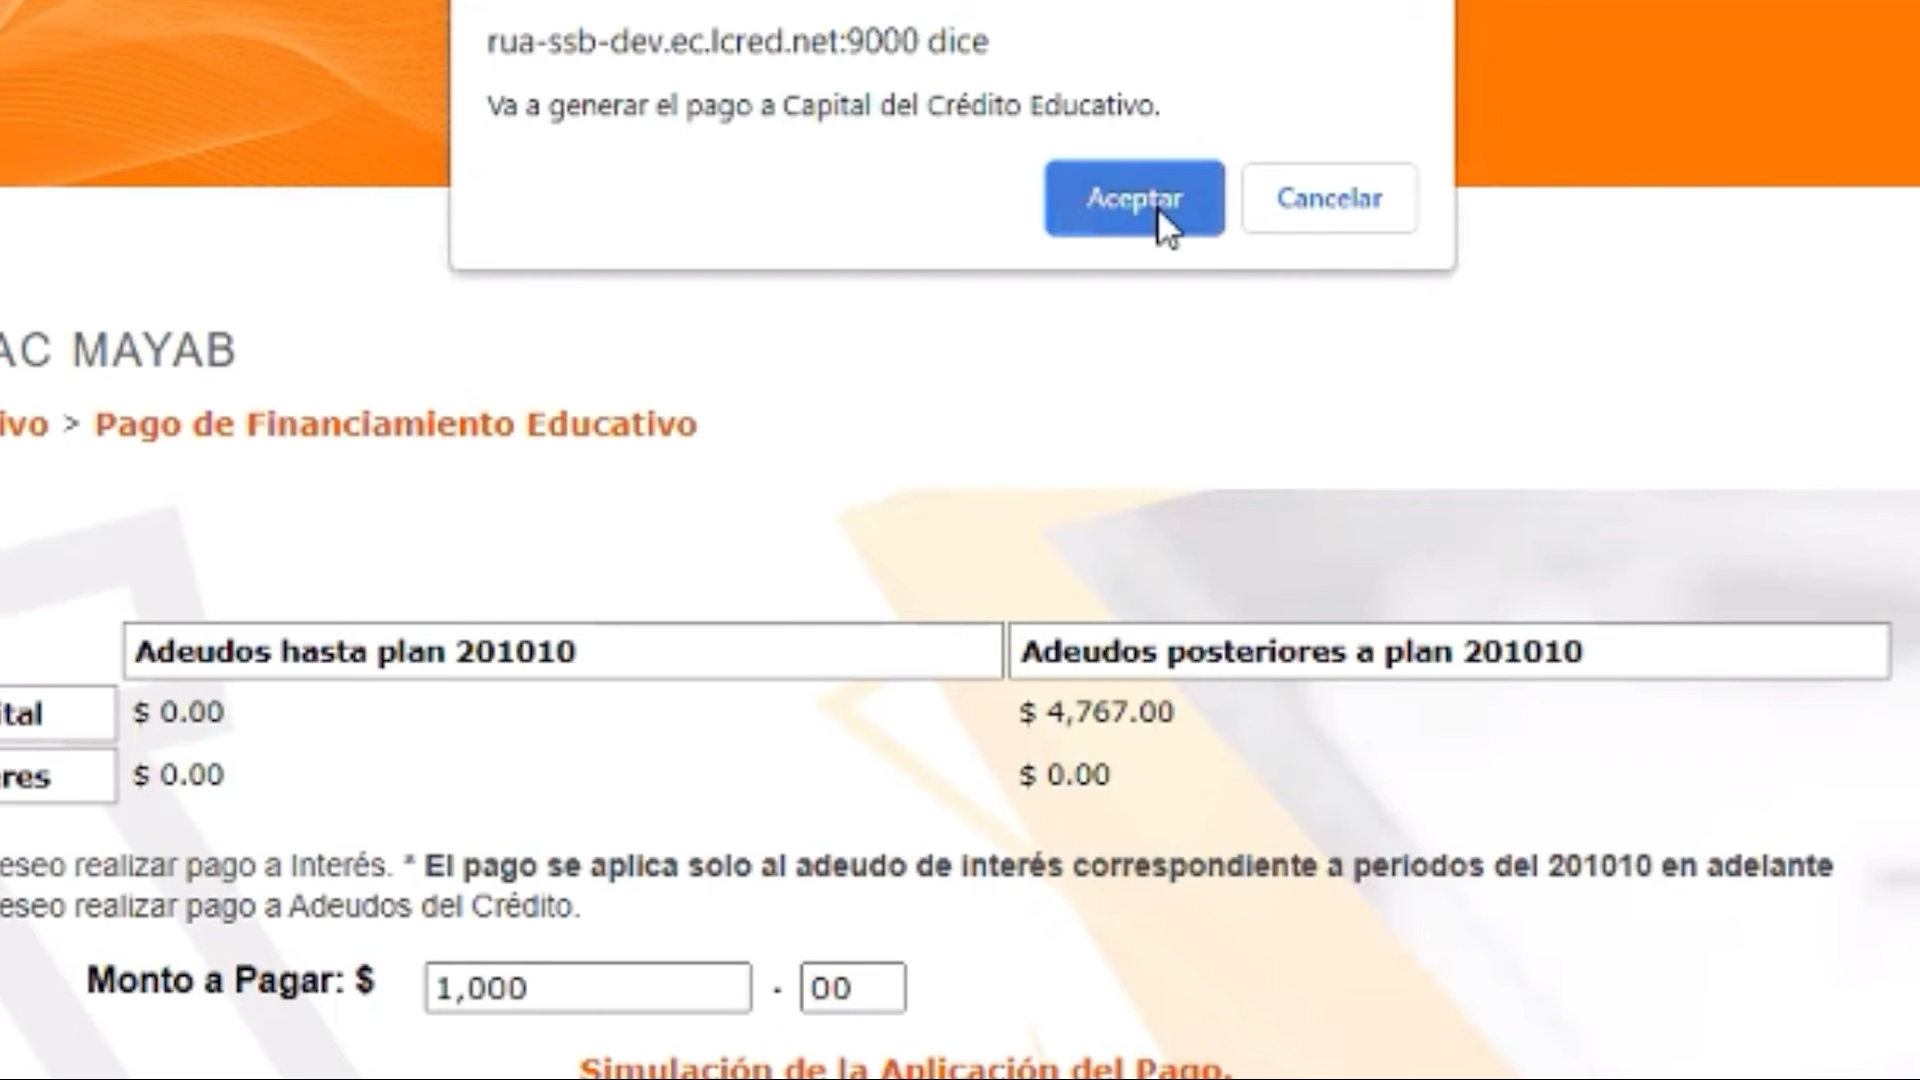 rua-ssb-dev.ec.lcred.net:9000 dice
Va a generar el pago a Capital del Crédito Educativo.
Aceptar Cancelar
AC MAYAB
ivo > Pago de Financiamiento Educativo
Adeudos hasta plan 201010 Adeudos posteriores a plan 201010
ital $ 0.00 $ 4,767.00
res $ 0.00 $ 0.00
eseo realizar pago a Interés. * El pago se aplica solo al adeudo de interés correspondiente a periodos del 201010 en adelante
eseo realizar pago a Adeudos del Crédito.
Monto a Pagar: $ 1,000 . 00
Simulación de la Aplicación del Pago.